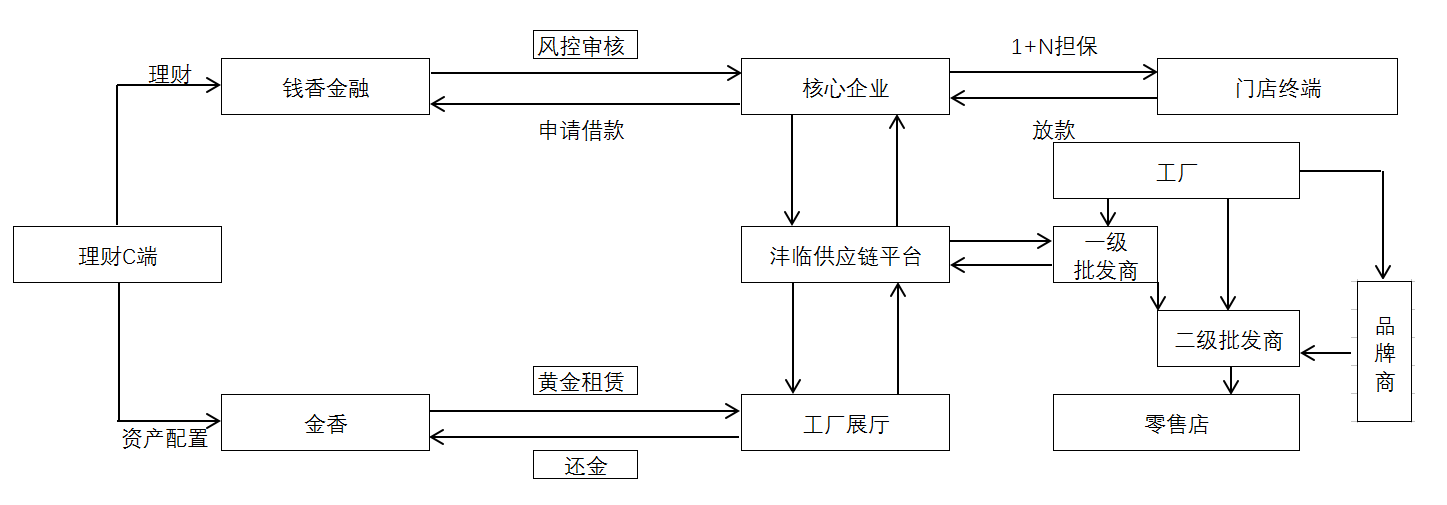 风控审核
1+N担保
理财
钱香金融
核心企业
门店终端
申请借款
放款
工厂
理财C端
沣临供应链平台
一级
批发商
二级批发商
品
牌
商
黄金租赁
资产配置
金香
工厂展厅
零售店
还金